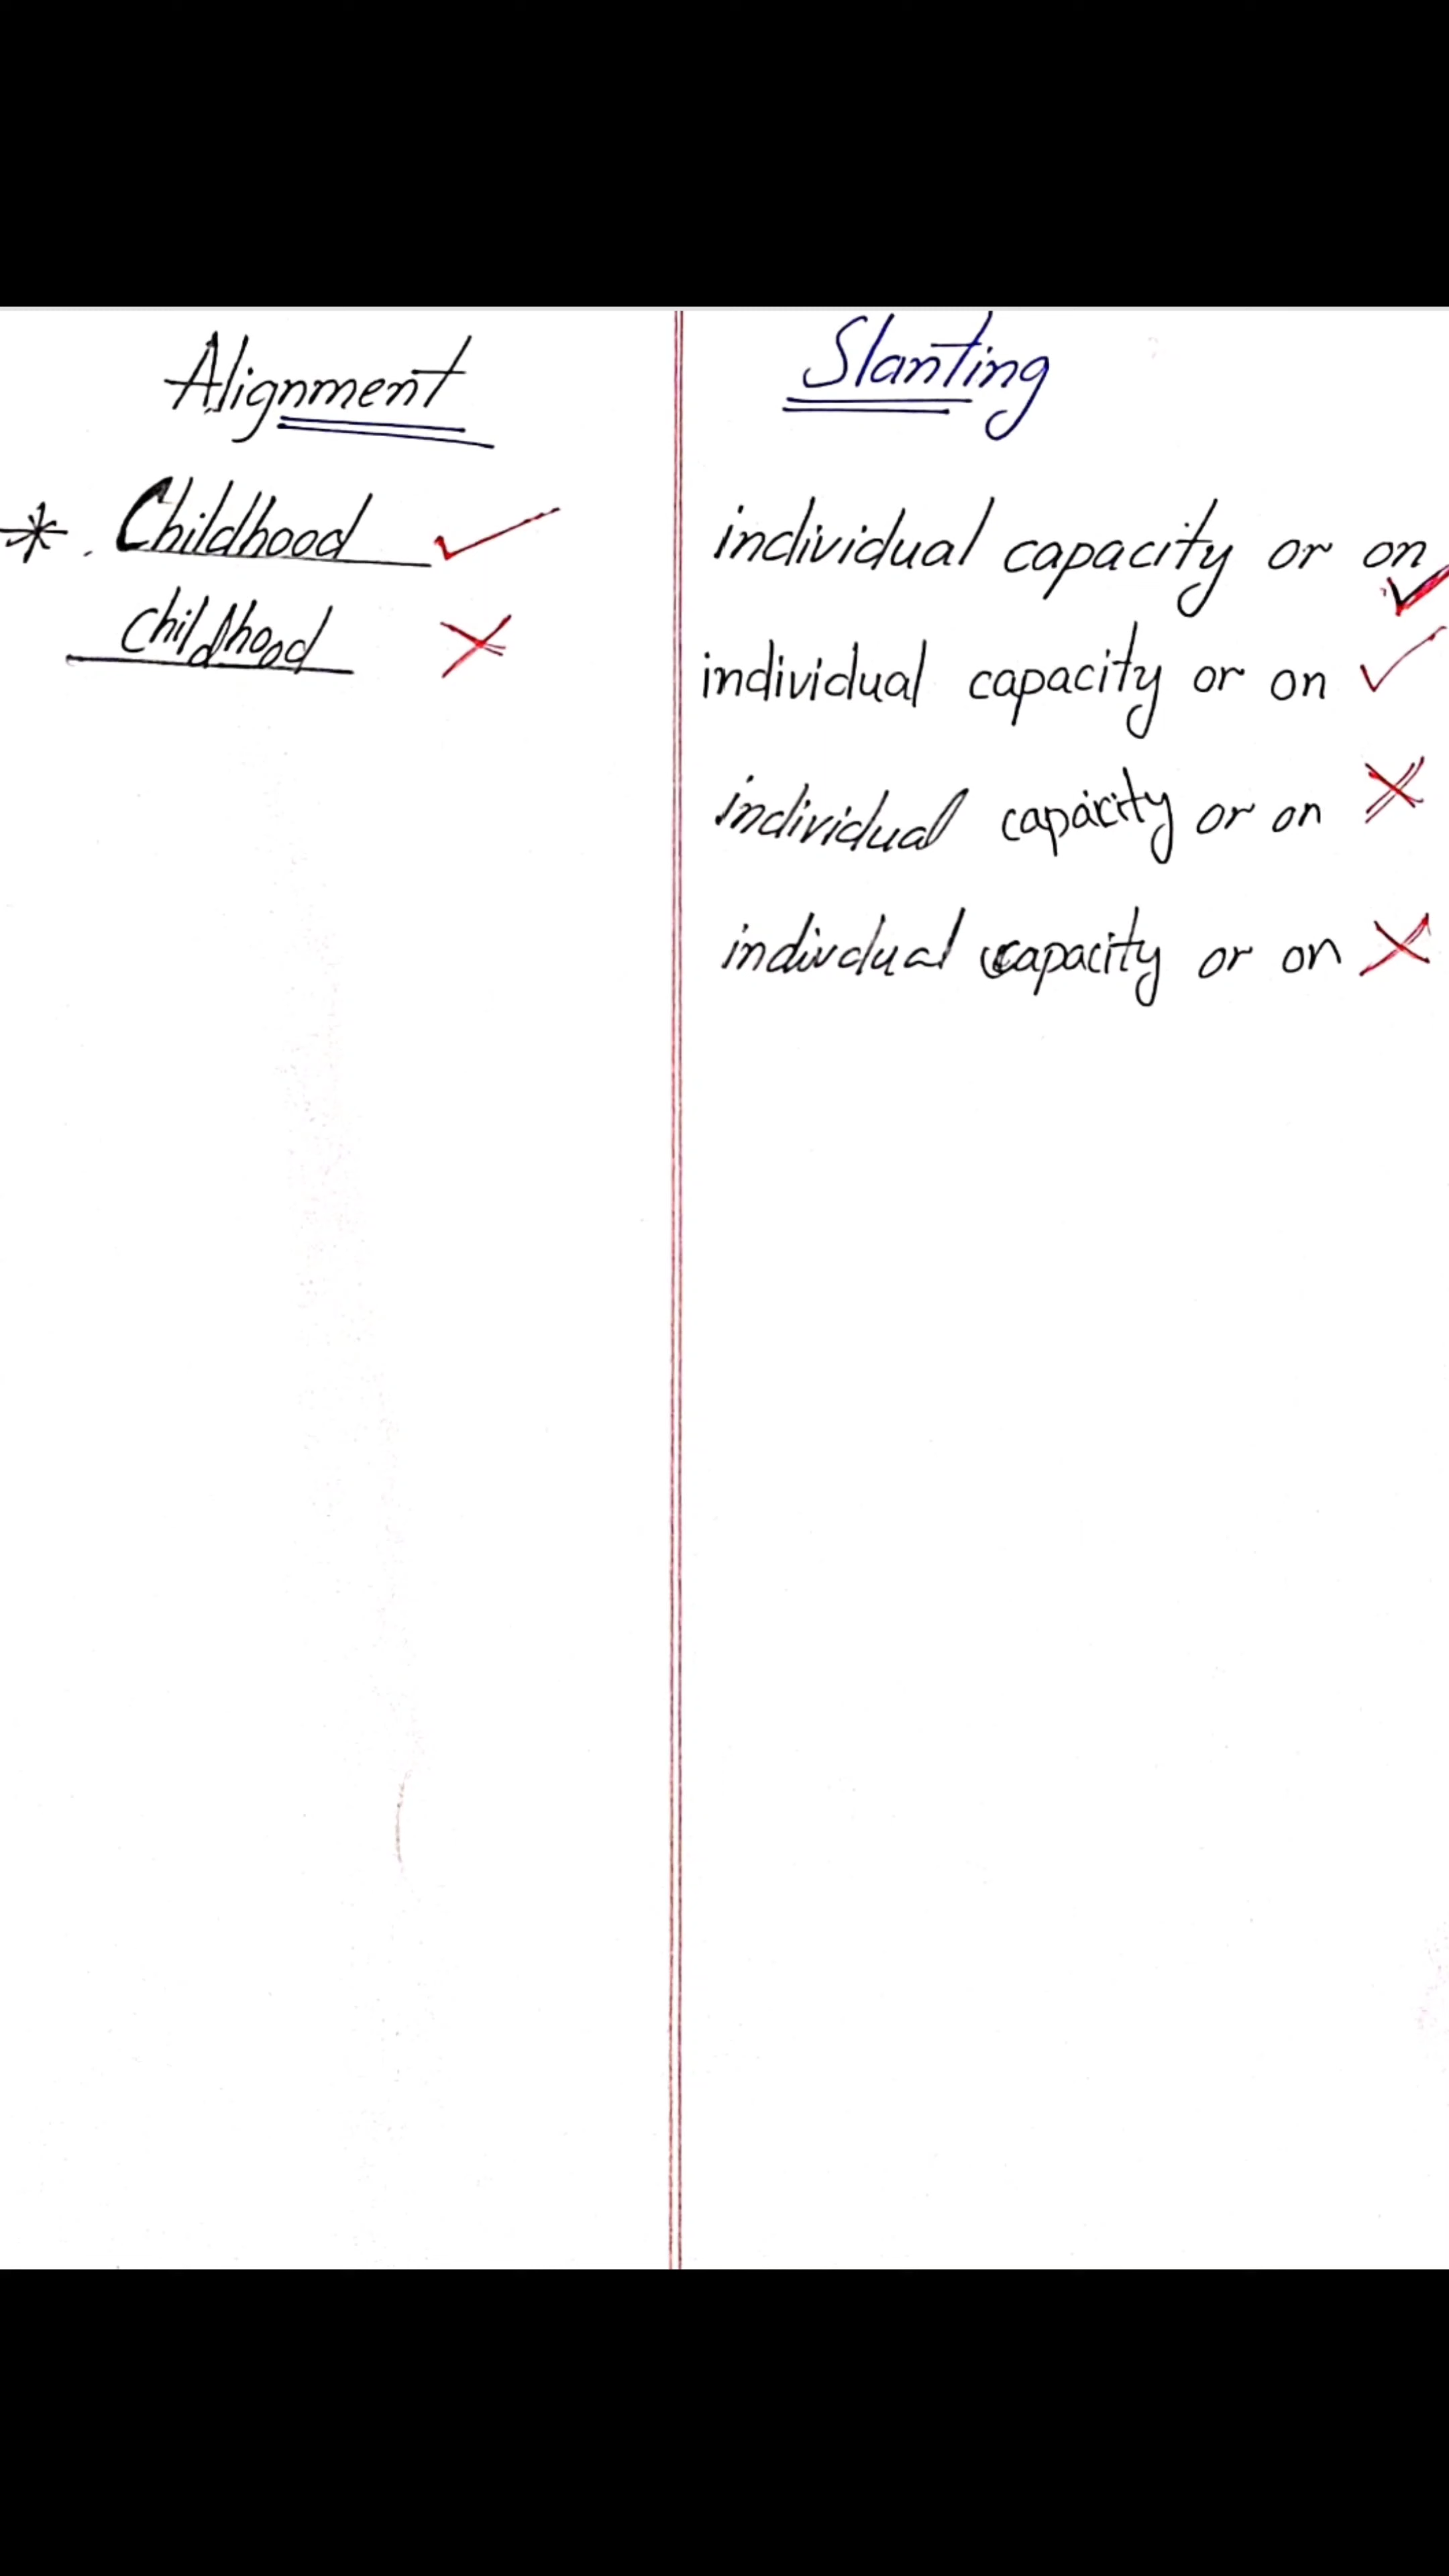 Alignment
* . Childhood ✓
childhood ✗
Slanting
individual capacity or on ✓
individual capacity or on ✓
individual capacity or on ✗
indivdual capacity or on ✗